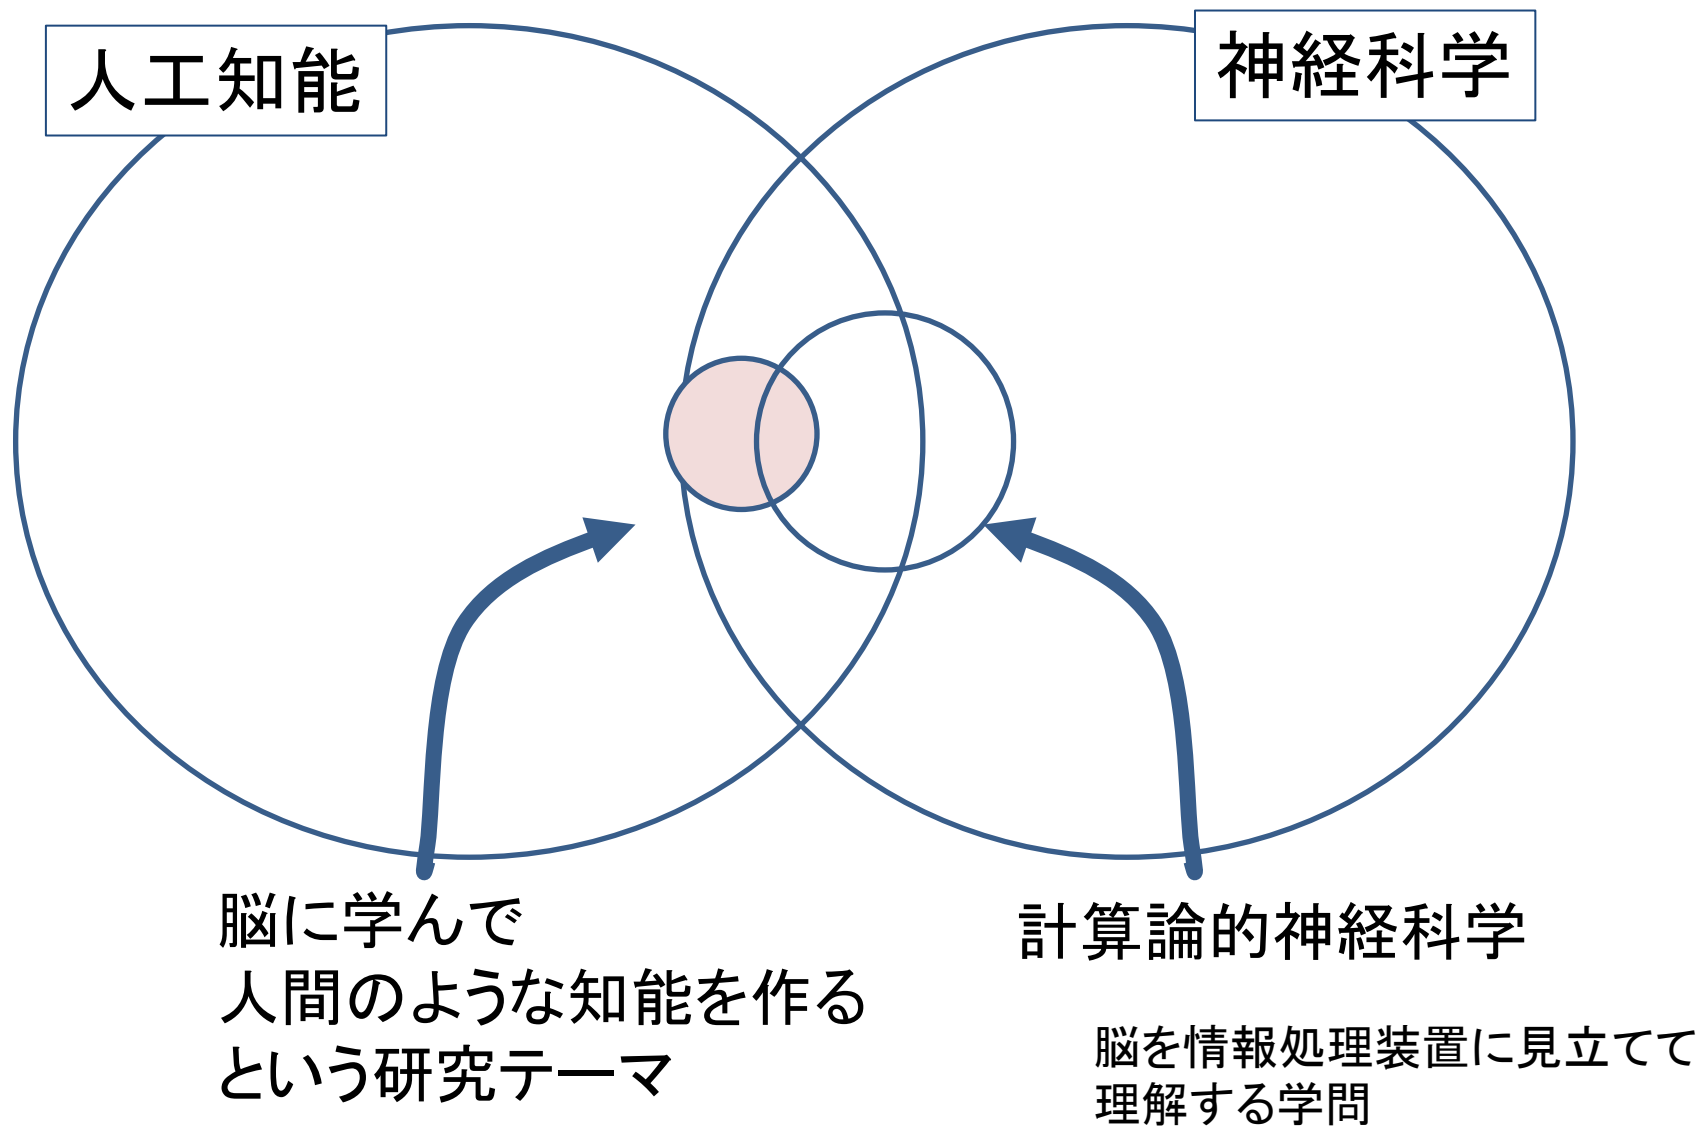 人工知能
神経科学
脳に学んで
人間のような知能を作る
という研究テーマ
計算論的神経科学
脳を情報処理装置に見立てて
理解する学問